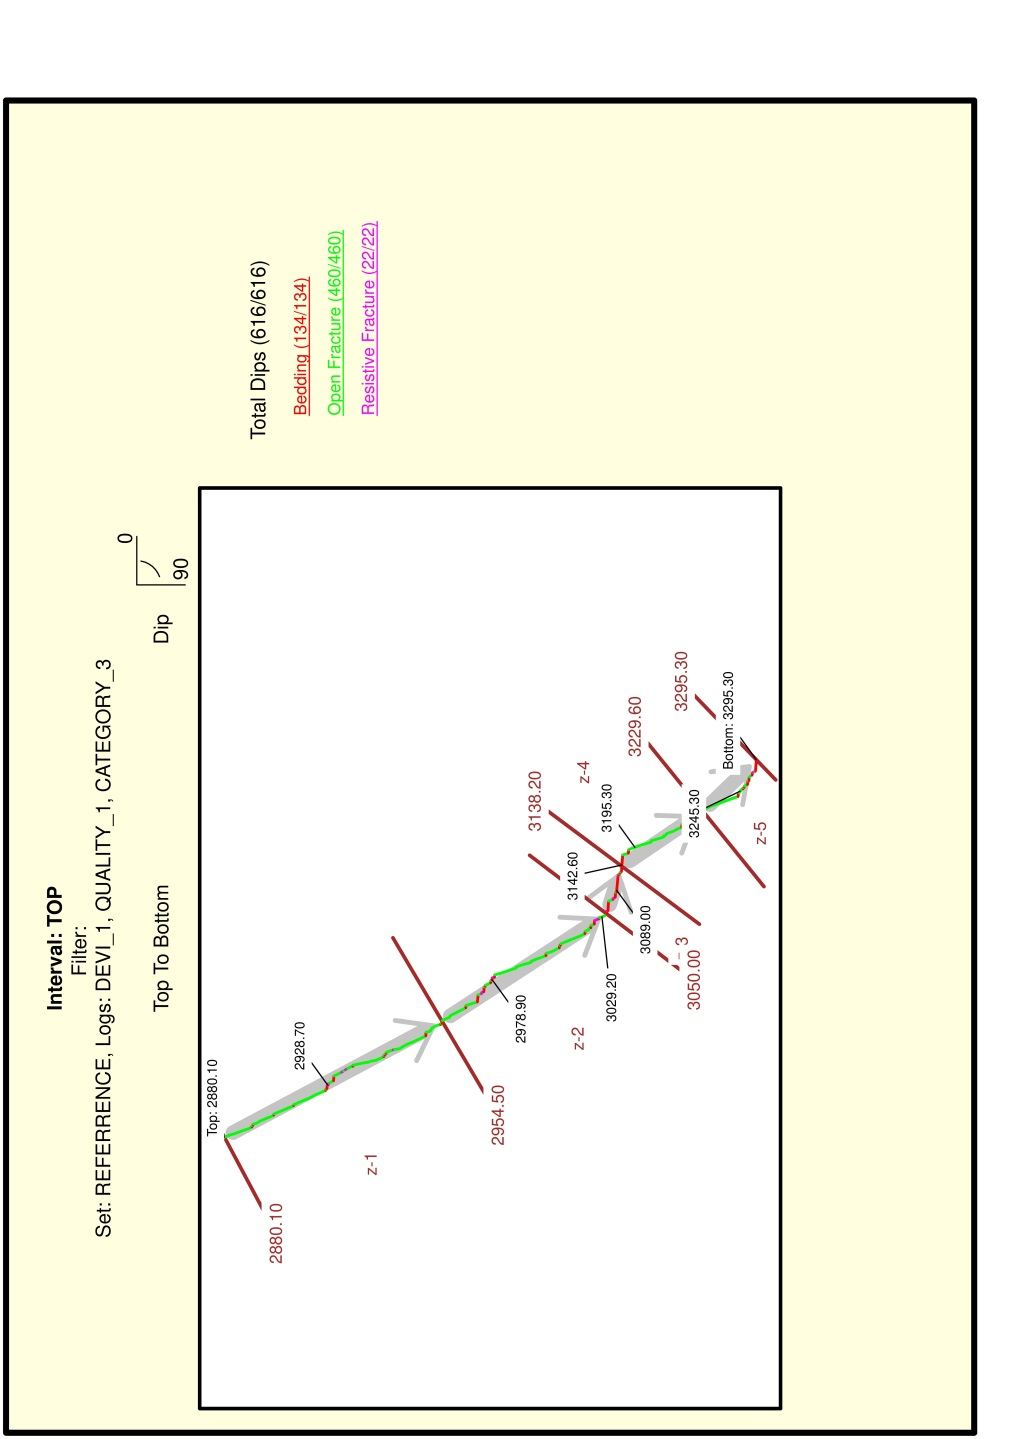 Interval: TOP
Filter:
Set: REFERRENCE, Logs: DEVI_1, QUALITY_1, CATEGORY_3
Top To Bottom
Dip
0
90
Total Dips (616/616)
Bedding (134/134)
Open Fracture (460/460)
Resistive Fracture (22/22)
Top: 2880.10
2880.10
2928.70
z-1
2954.50
2978.90
z-2
3029.20
3050.00
3
3089.00
3142.60
3138.20
z-4
3195.30
3229.60
3245.30
z-5
3295.30
Bottom: 3295.30